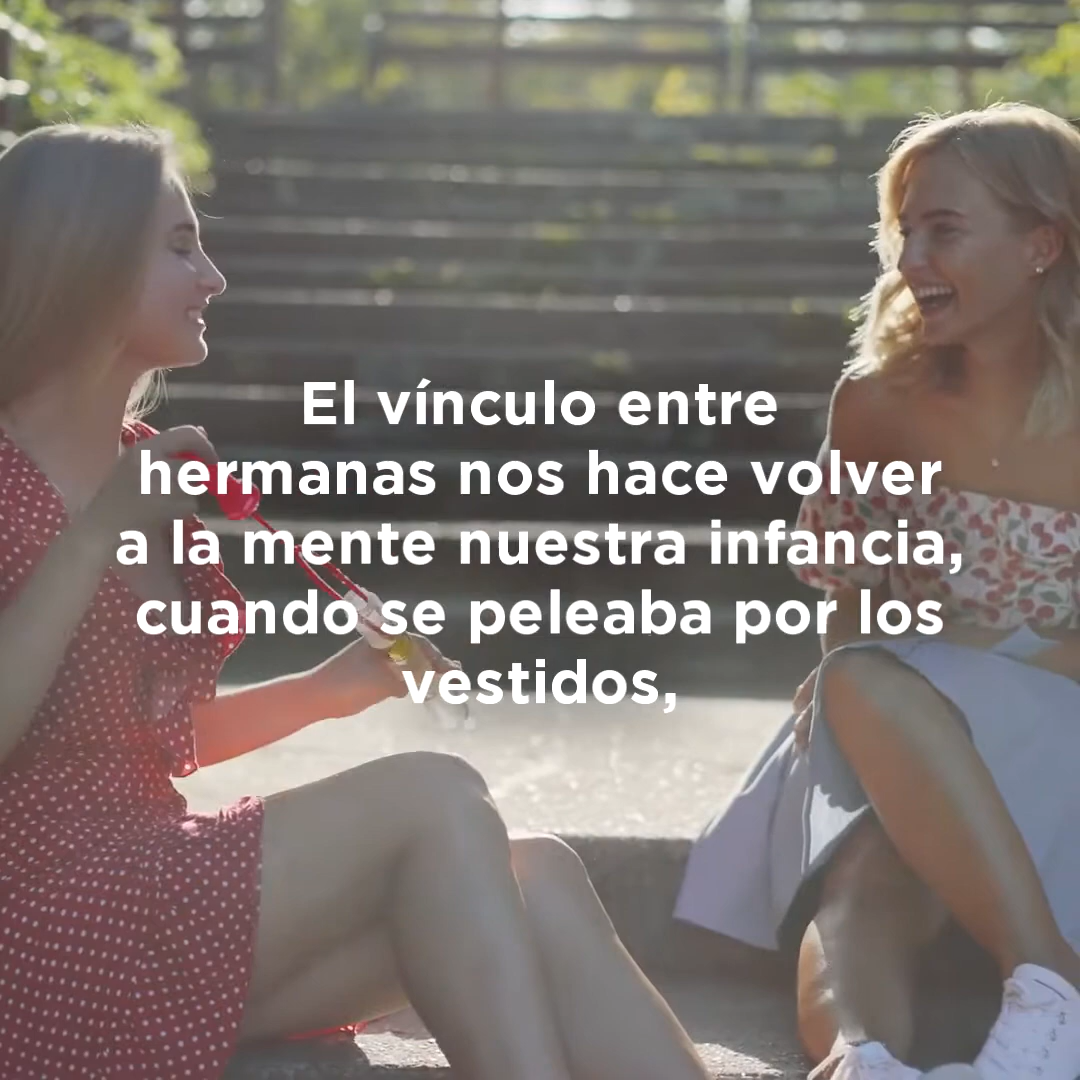 El vínculo entre
hermanas nos hace volver
a la mente nuestra infancia,
cuando se peleaba por los
vestidos,